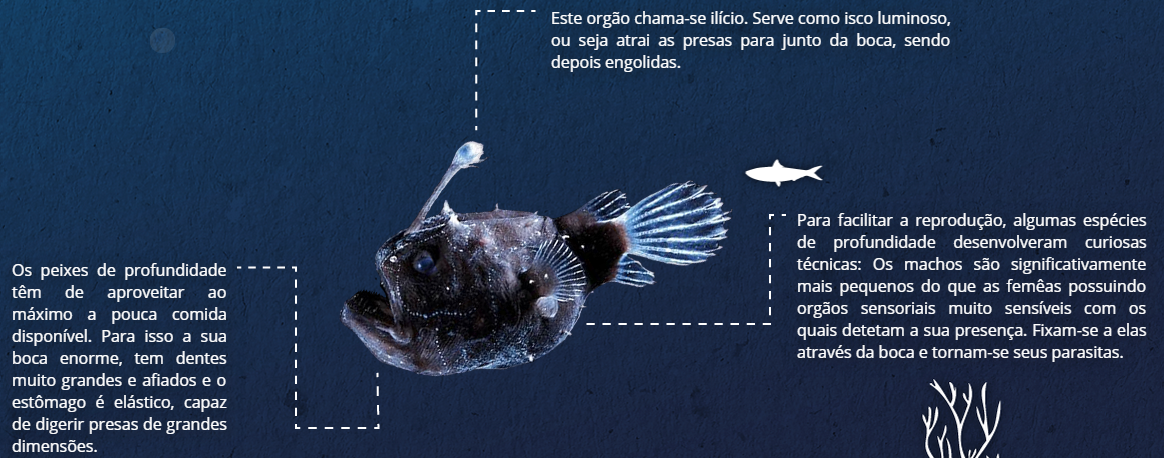 Este orgão chama-se ilício. Serve como isco luminoso,
ou seja atrai as presas para junto da boca, sendo
depois engolidas.
Os peixes de profundidade
têm de aproveitar ao
máximo a pouca comida
disponível. Para isso a sua
boca enorme, tem dentes
muito grandes e afiados e o
estômago é elástico, capaz
de digerir presas de grandes
dimensões.
Para facilitar a reprodução, algumas espécies
de profundidade desenvolveram curiosas
técnicas: Os machos são significativamente
mais pequenos do que as femêas possuindo
orgãos sensoriais muito sensíveis com os
quais detetam a sua presença. Fixam-se a elas
através da boca e tornam-se seus parasitas.